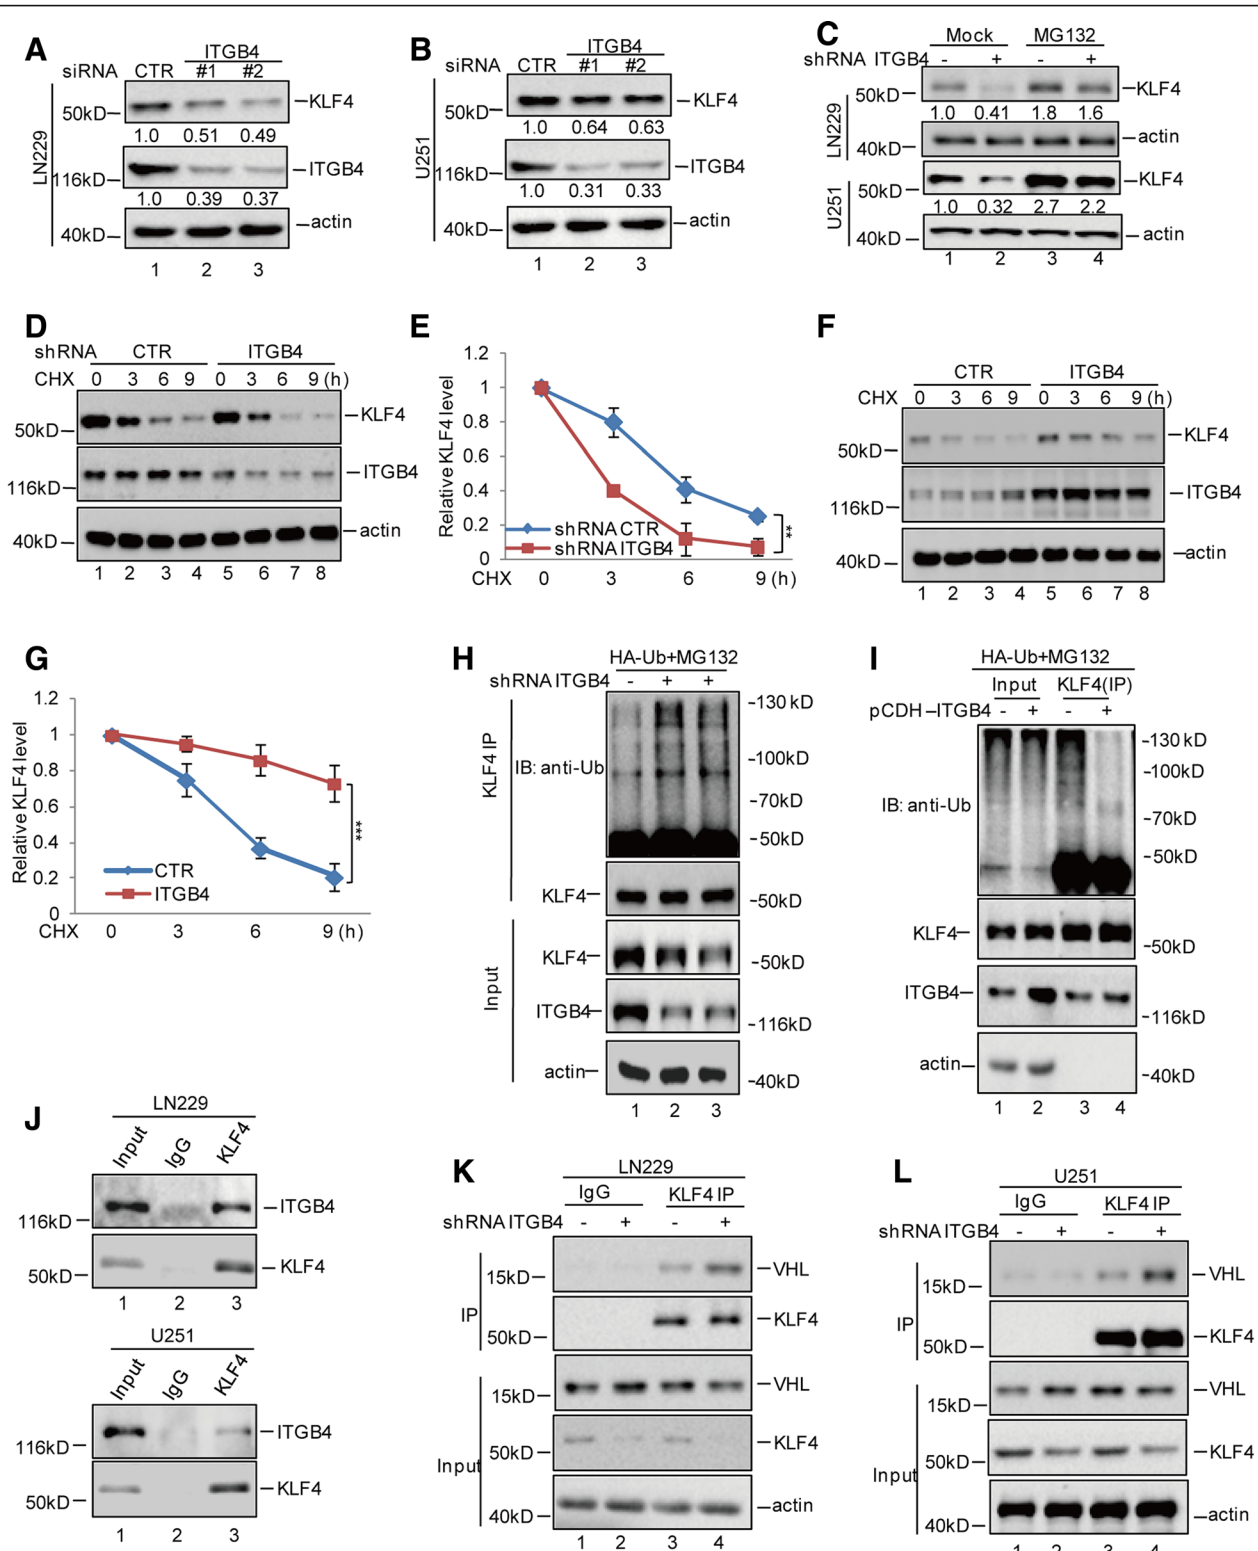 A
ITGB4
siRNA CTR #1 #2
LN229
50kD
KLF4
1.0 0.51 0.49
116kD
ITGB4
1.0 0.39 0.37
40kD
actin
1 2 3
B
ITGB4
siRNA CTR #1 #2
U251
50kD
KLF4
1.0 0.64 0.63
116kD
ITGB4
1.0 0.31 0.33
40kD
actin
1 2 3
C
Mock MG132
shRNA ITGB4 - + - +
LN229
50kD
KLF4
1.0 0.41 1.8 1.6
40kD
actin
U251
50kD
KLF4
1.0 0.32 2.7 2.2
40kD
actin
1 2 3 4
D
shRNA CTR ITGB4
CHX 0 3 6 9 0 3 6 9 (h)
50kD
KLF4
116kD
ITGB4
40kD
actin
1 2 3 4 5 6 7 8
E
Relative KLF4 level
1.2
1
0.8
0.6
0.4
0.2
0
shRNA CTR
shRNA ITGB4
**
CHX 0 3 6 9 (h)
F
CTR ITGB4
CHX 0 3 6 9 0 3 6 9 (h)
50kD
KLF4
116kD
ITGB4
40kD
actin
1 2 3 4 5 6 7 8
G
Relative KLF4 level
1.2
1
0.8
0.6
0.4
0.2
0
CTR
ITGB4
***
CHX 0 3 6 9 (h)
H
HA-Ub+MG132
shRNA ITGB4 - + +
KLF4 IP
IB: anti-Ub
-130 kD
-100kD
-70kD
-50kD
KLF4
-50kD
Input
KLF4
-50kD
ITGB4
-116kD
actin
-40kD
1 2 3
I
HA-Ub+MG132
Input KLF4(IP)
pCDH-ITGB4 - + - +
IB: anti-Ub
-130 kD
-100kD
-70kD
-50kD
KLF4
-50kD
ITGB4
-116kD
actin
-40kD
1 2 3 4
J
LN229
Input IgG KLF4
116kD
ITGB4
50kD
KLF4
1 2 3
U251
Input IgG KLF4
116kD
ITGB4
50kD
KLF4
1 2 3
K
LN229
IgG KLF4 IP
shRNA ITGB4 - + - +
IP
15kD
VHL
50kD
KLF4
Input
15kD
VHL
50kD
KLF4
40kD
actin
1 2 3 4
L
U251
IgG KLF4 IP
shRNA ITGB4 - + - +
IP
15kD
VHL
50kD
KLF4
Input
15kD
VHL
50kD
KLF4
40kD
actin
1 2 3 4